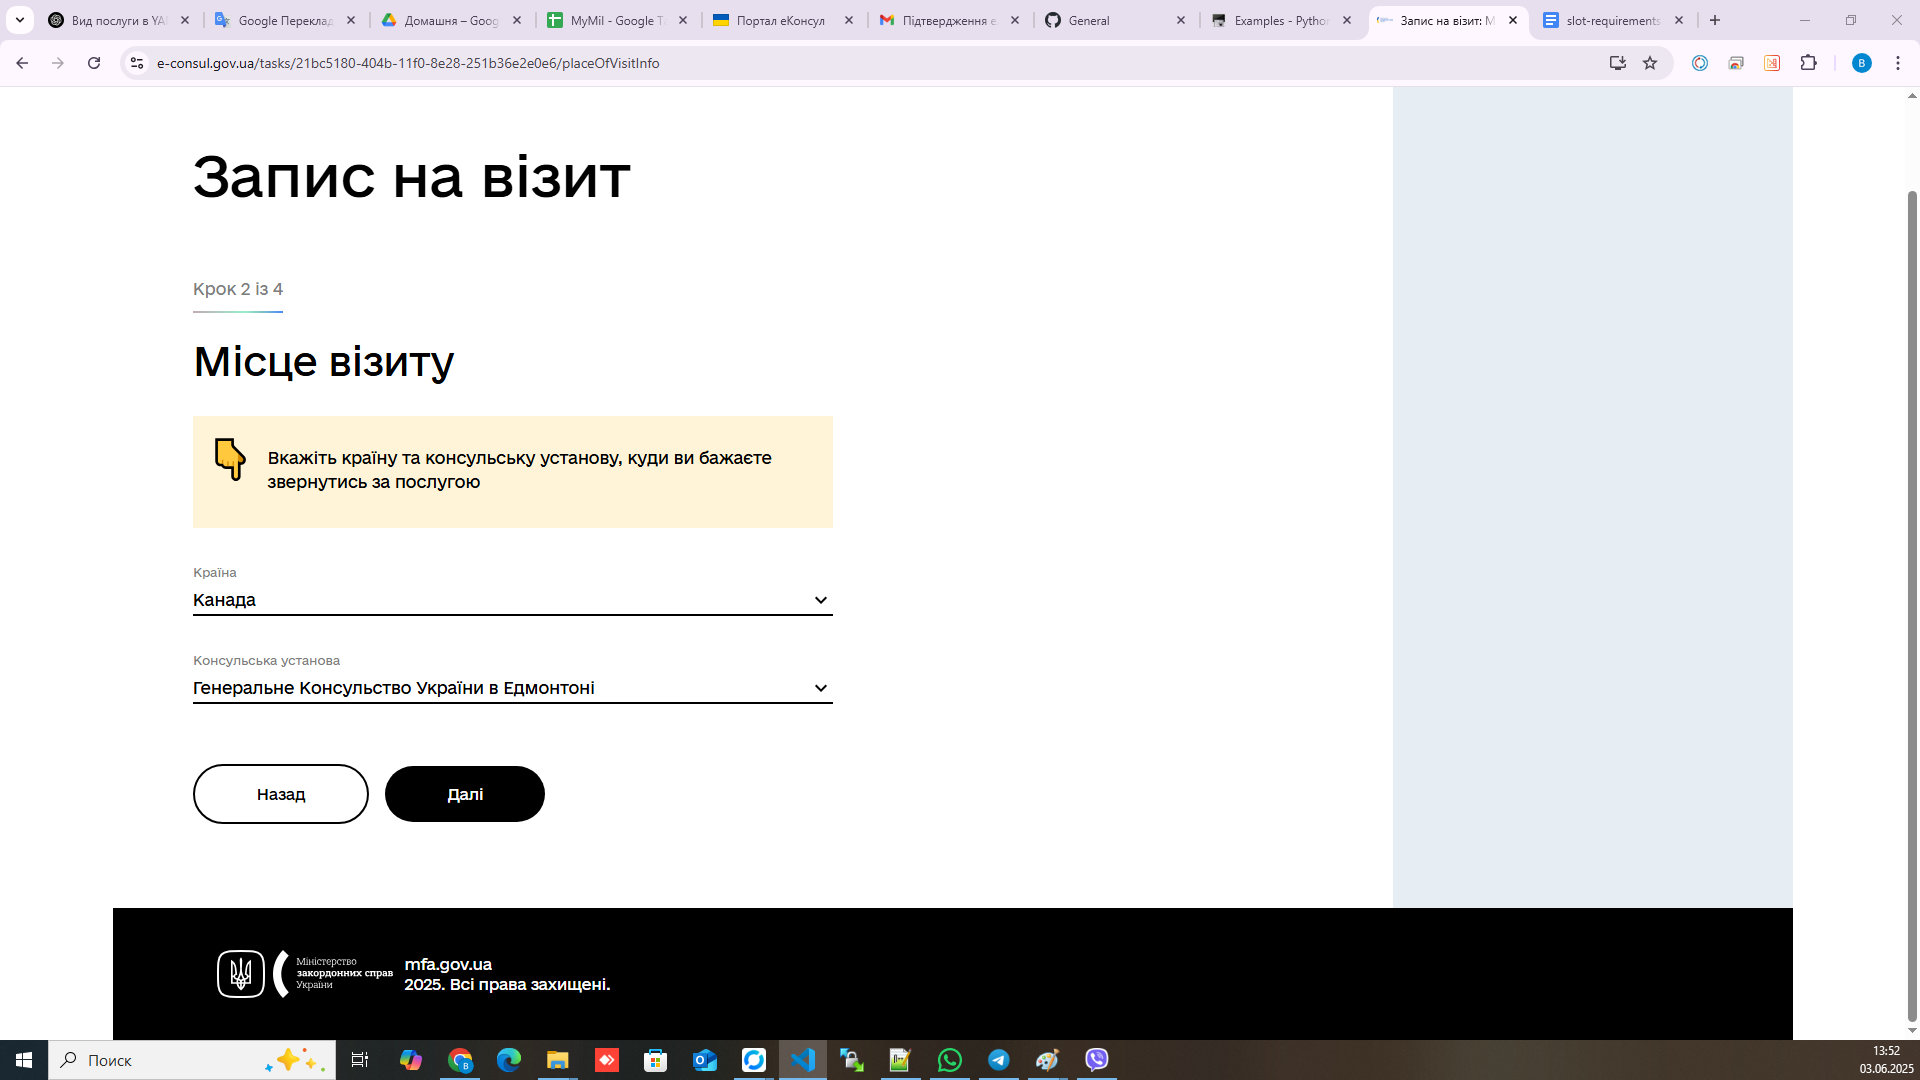 Вид послуги в YA
Google Переклад
Домашня – Goog
MyMil - Google Т
Портал еКонсул
Підтвердження е
General
Examples - Pytho
Запис на візит: М
slot-requirements
e-consul.gov.ua/tasks/21bc5180-404b-11f0-8e28-251b36e2e0e6/placeOfVisitInfo
B
Запис на візит
Крок 2 із 4
Місце візиту
Вкажіть країну та консульську установу, куди ви бажаєте
звернутись за послугою
Країна
Канада
Консульська установа
Генеральне Консульство України в Едмонтоні
Назад
Далі
Міністерство
закордонних справ
України
mfa.gov.ua
2025. Всі права захищені.
Поиск
13:52
03.06.2025